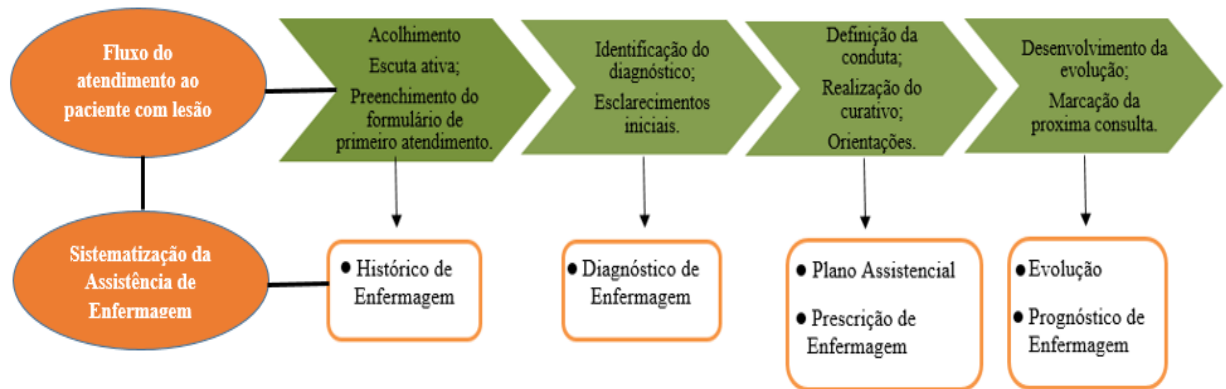 Fluxo do
atendimento ao
paciente com lesão
Acolhimento
Escuta ativa;
Preenchimento do
formulário de
primeiro atendimento.
Identificação do
diagnóstico;
Esclarecimentos
iniciais.
Definição da
conduta;
Realização do
curativo;
Orientações.
Desenvolvimento da
evolução;
Marcação da
proxima consulta.
Sistematização da
Assistência de
Enfermagem
● Histórico de
Enfermagem
● Diagnóstico de
Enfermagem
● Plano Assistencial
● Prescrição de
Enfermagem
● Evolução
● Prognóstico de
Enfermagem